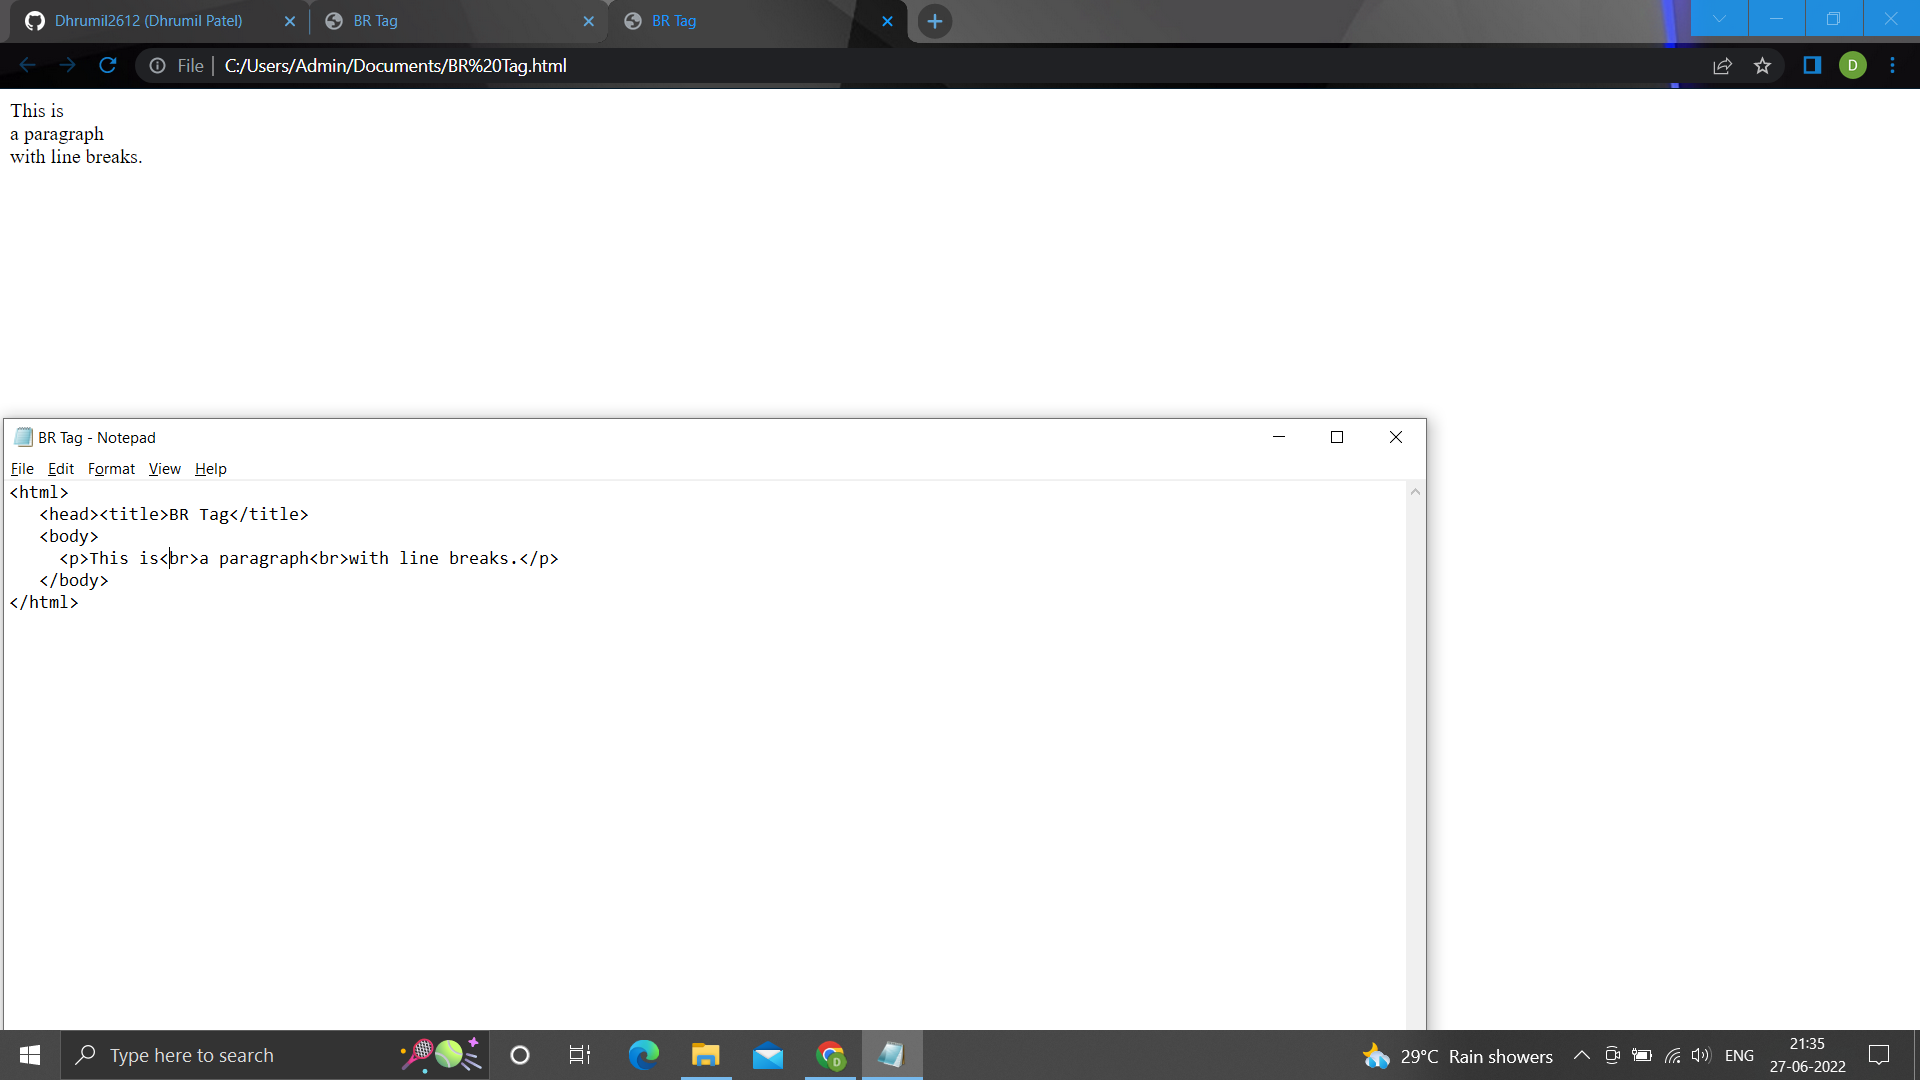 Dhrumil2612 (Dhrumil Patel)
BR Tag
BR Tag
File
C:/Users/Admin/Documents/BR%20Tag.html
D
This is
a paragraph
with line breaks.
BR Tag - Notepad
File Edit Format View Help
<html>
   <head><title>BR Tag</title>
   <body>
     <p>This is<br>a paragraph<br>with line breaks.</p>
   </body>
</html>
Type here to search
D
29°C Rain showers
ENG
21:35
27-06-2022